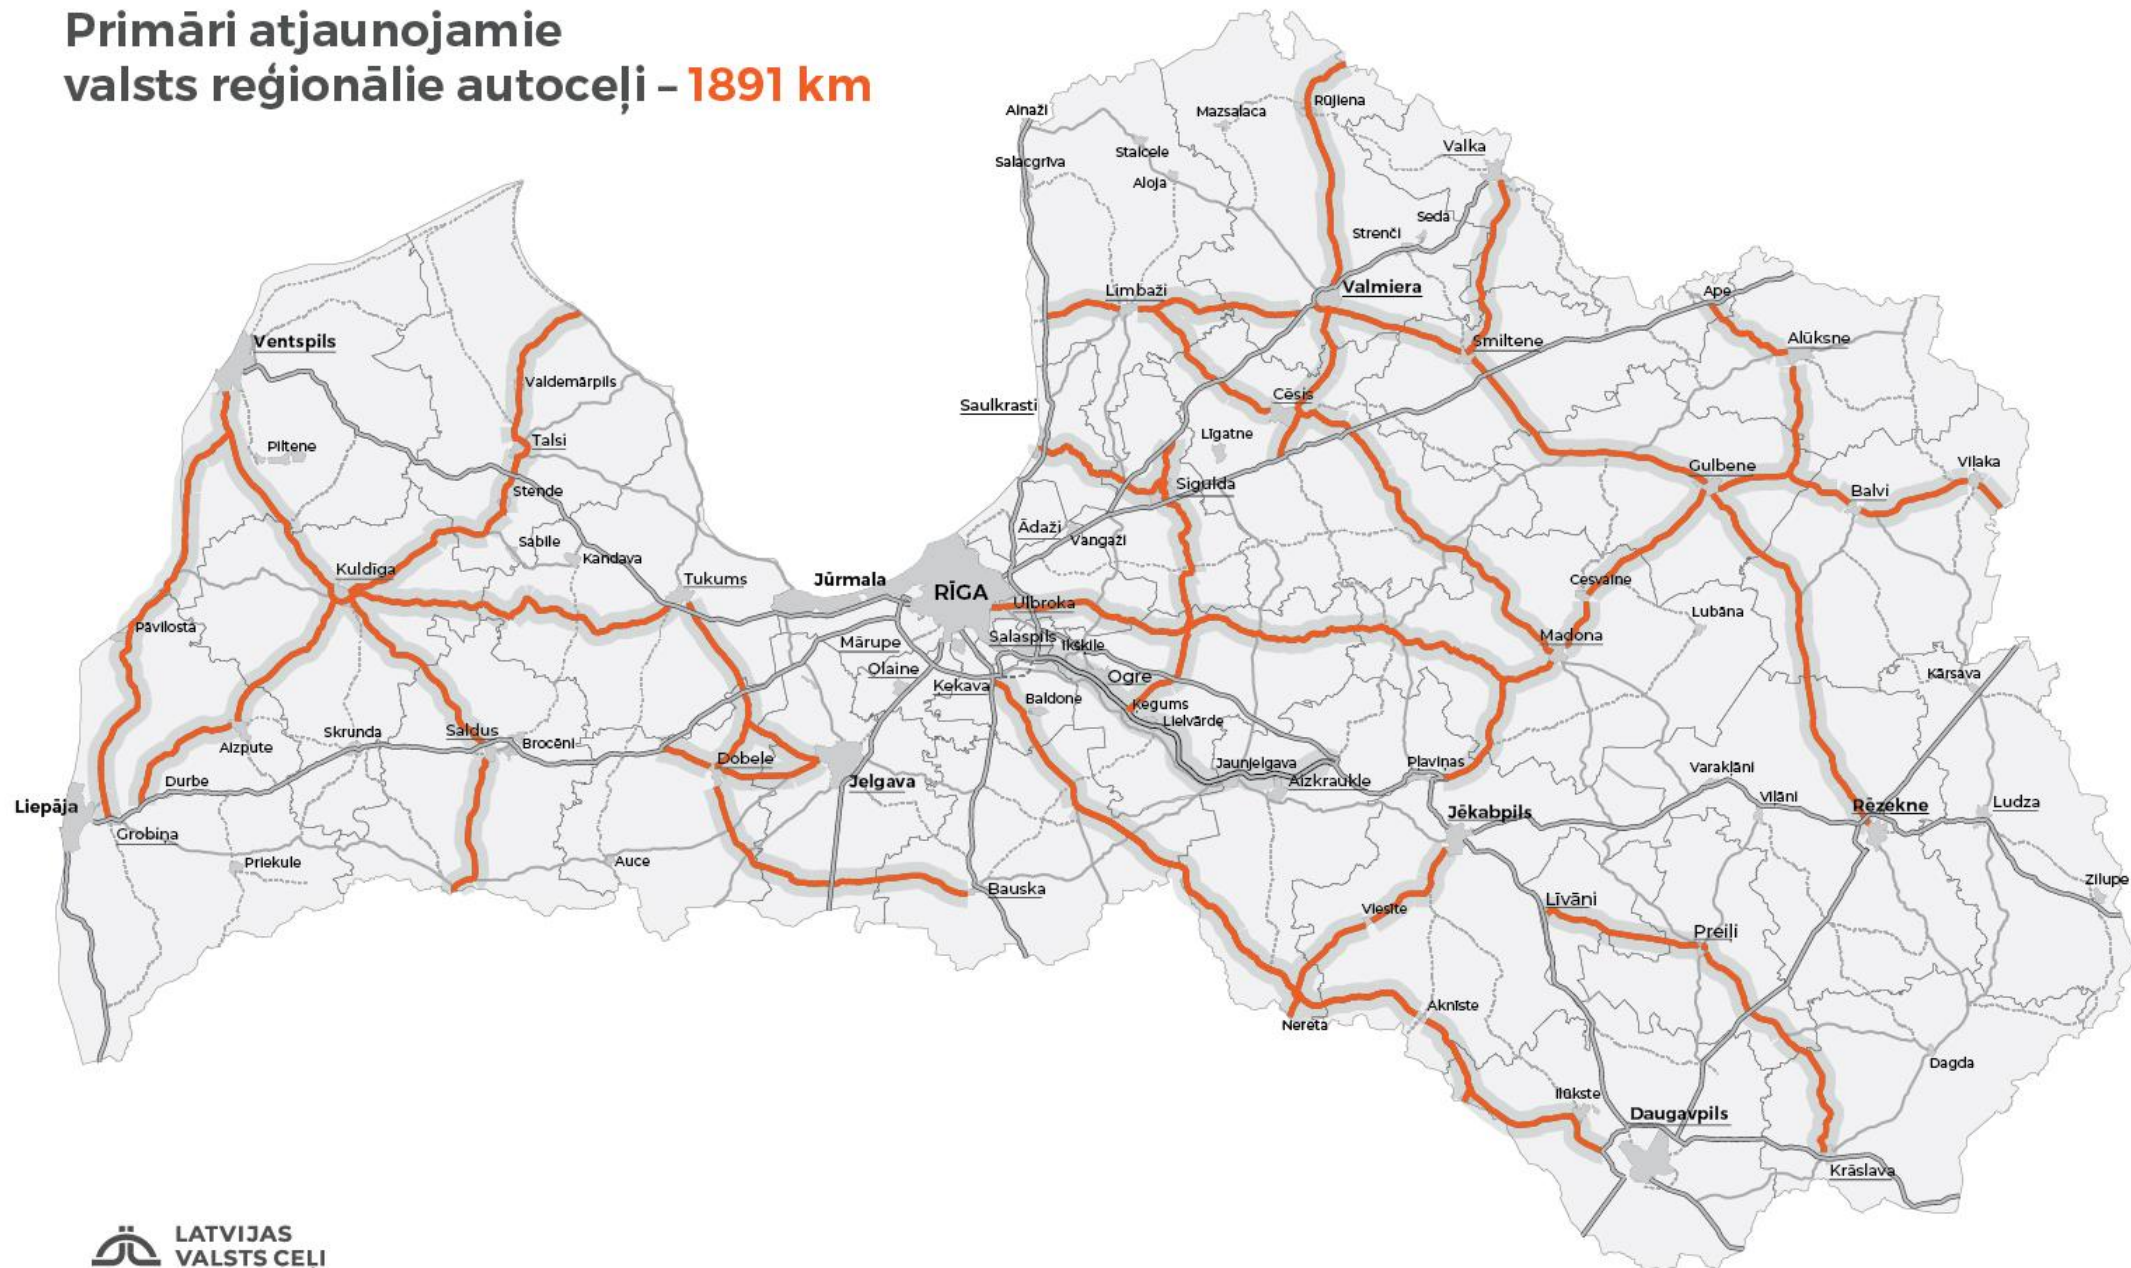 Primāri atjaunojamie
valsts reģionālie autoceļi – 1891 km
Ainaži
Mazsalaca
Rūjiena
Salacgrīva
Staicele
Valka
Aloja
Seda
Strenči
Limbaži
Valmiera
Ape
Ventspils
Smiltene
Alūksne
Valdemārpils
Saulkrasti
Cēsis
Talsi
Līgatne
Piltene
Gulbene
Vilaka
Stende
Sigulda
Balvi
Ādaži
Vangaži
Sabile
Kandava
Kuldīga
Tukums
Jūrmala
RĪGA
Ulbroka
Cesvaine
Lubāna
Pāvilosta
Mārupe
Salaspils
Ikšķile
Madona
Olaine
Ķekava
Ogre
Kārsava
Baldone
Ķegums
Lielvārde
Skrunda
Saldus
Brocēni
Aizpute
Dobele
Jaunjelgava
Pļaviņas
Varakļāni
Durbe
Jelgava
Aizkraukle
Viļāni
Liepāja
Rēzekne
Ludza
Grobiņa
Jēkabpils
Priekule
Auce
Bauska
Zilupe
Viesīte
Līvāni
Preiļi
Nereta
Aknīste
Dagda
Ilūkste
Daugavpils
Krāslava
LATVIJAS
VALSTS CEĻI